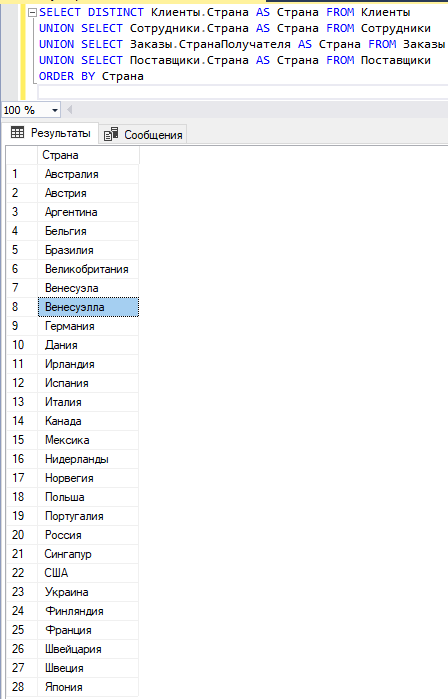 SELECT DISTINCT Клиенты.Страна AS Страна FROM Клиенты
UNION SELECT Сотрудники.Страна AS Страна FROM Сотрудники
UNION SELECT Заказы.СтранаПолучателя AS Страна FROM Заказы
UNION SELECT Поставщики.Страна AS Страна FROM Поставщики
ORDER BY Страна
100 %
Результаты Сообщения
Страна
1 Австралия
2 Австрия
3 Аргентина
4 Бельгия
5 Бразилия
6 Великобритания
7 Венесуэла
8 Венесуэлла
9 Германия
10 Дания
11 Ирландия
12 Испания
13 Италия
14 Канада
15 Мексика
16 Нидерланды
17 Норвегия
18 Польша
19 Португалия
20 Россия
21 Сингапур
22 США
23 Украина
24 Финляндия
25 Франция
26 Швейцария
27 Швеция
28 Япония